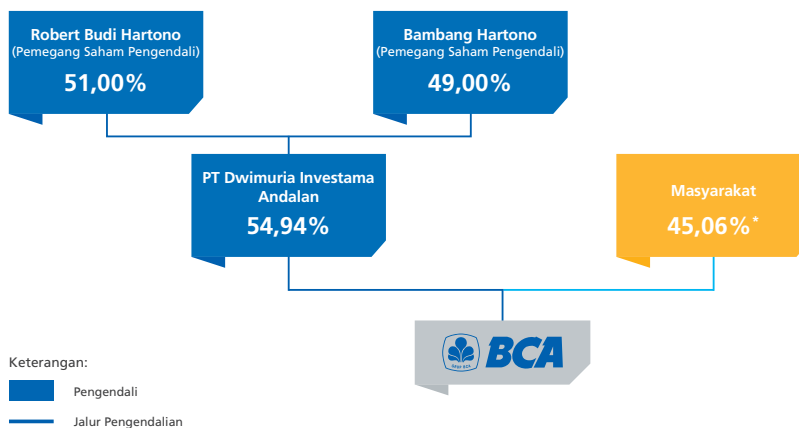 Robert Budi Hartono
(Pemegang Saham Pengendali)
51,00%
Bambang Hartono
(Pemegang Saham Pengendali)
49,00%
PT Dwimuria Investama
Andalan
54,94%
Masyarakat
45,06%*
BCA
Keterangan:
Pengendali
Jalur Pengendalian